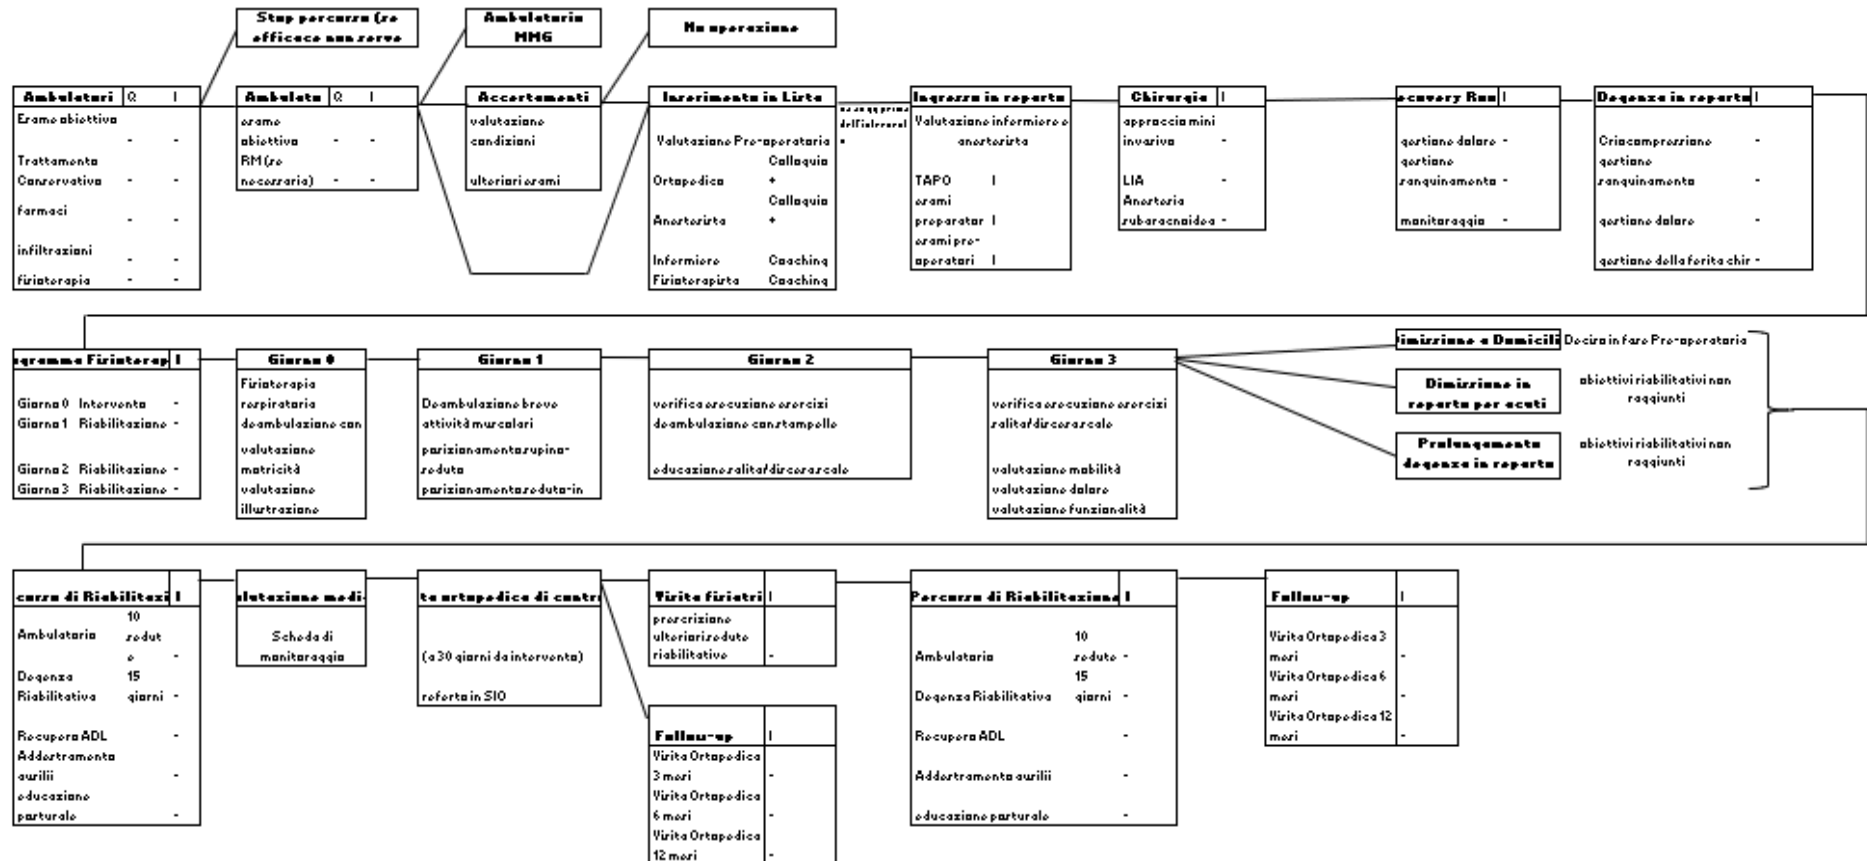 Stop percorso (se
efficace non serve
Ambulatorio
MMG
No operazione
Ambulatori Q I
Esame obiettivo - -
Trattamento
Conservativo - -
farmaci - -
infiltrazioni - -
fisioterapia - -
Ambulato Q I
esame
obiettivo - -
RM (se
necessaria) - -
Accertamenti
valutazione
condizioni
ulteriori esami
Inserimento in Lista
Valutazione Pre-operatoria
Colloquio
Ortopedico +
Colloquio
Anestesista +
Infermiere Coaching
Fisioterapista Coaching
dell'intervent
Ingresso in reparto
Valutazione infermiere e
anestesista
TAPO I
esami
preparator I
esami pre-
operatori I
Chirurgia I
approccio mini
invasivo -
LIA -
Anestesia
subaracnoidea -
ecovery Roo I
gestione dolore -
gestione
sanguinamento -
monitoraggio -
Degenza in reparto I
Criocompressione -
gestione
sanguinamento -
gestione dolore -
gestione della ferita chir -
ogramma Fisioterap I
Giorno 0 Intervento -
Giorno 1 Riabilitazione -
Giorno 2 Riabilitazione -
Giorno 3 Riabilitazione -
Giorno 0
Fisioterapia
respiratoria
deambulazione con
valutazione
motricità
valutazione
illustrazione
Giorno 1
Deambulazione breve
attività muscolari
posizionamento supino-
seduto
posizionamento seduto-in
Giorno 2
verifica esecuzione esercizi
deambulazione con stampelle
educazione salita/discesa scale
Giorno 3
verifica esecuzione esercizi
salita/discesa scale
valutazione mobilità
valutazione dolore
valutazione funzionalità
imissione a Domicili Deciso in fase Pre-operatoria
Dimissione in
reparto per acuti
obiettivi riabilitativi non
raggiunti
Prolungamento
degenza in reparto
obiettivi riabilitativi non
raggiunti
corso di Riabilitazi I
10
Ambulatorio sedut
e -
Degenza 15
Riabilitativa giorni -
Recupero ADL -
Addestramento
ausilii -
educazione
posturale -
alutazione medi
Scheda di
monitoraggio
ta ortopedica di contr
(a 30 giorni da intervento)
referto in SIO
Visita fisiatri I
prescrizione
ulteriori sedute
riabilitative -
Follow-up I
Visita Ortopedica
3 mesi -
Visita Ortopedica
6 mesi -
Visita Ortopedica
12 mesi -
Percorso di Riabilitazione I
10
Ambulatorio sedute -
15
Degenza Riabilitativa giorni -
Recupero ADL -
Addestramento ausilii -
educazione posturale -
Follow-up I
Visita Ortopedica 3
mesi -
Visita Ortopedica 6
mesi -
Visita Ortopedica 12
mesi -